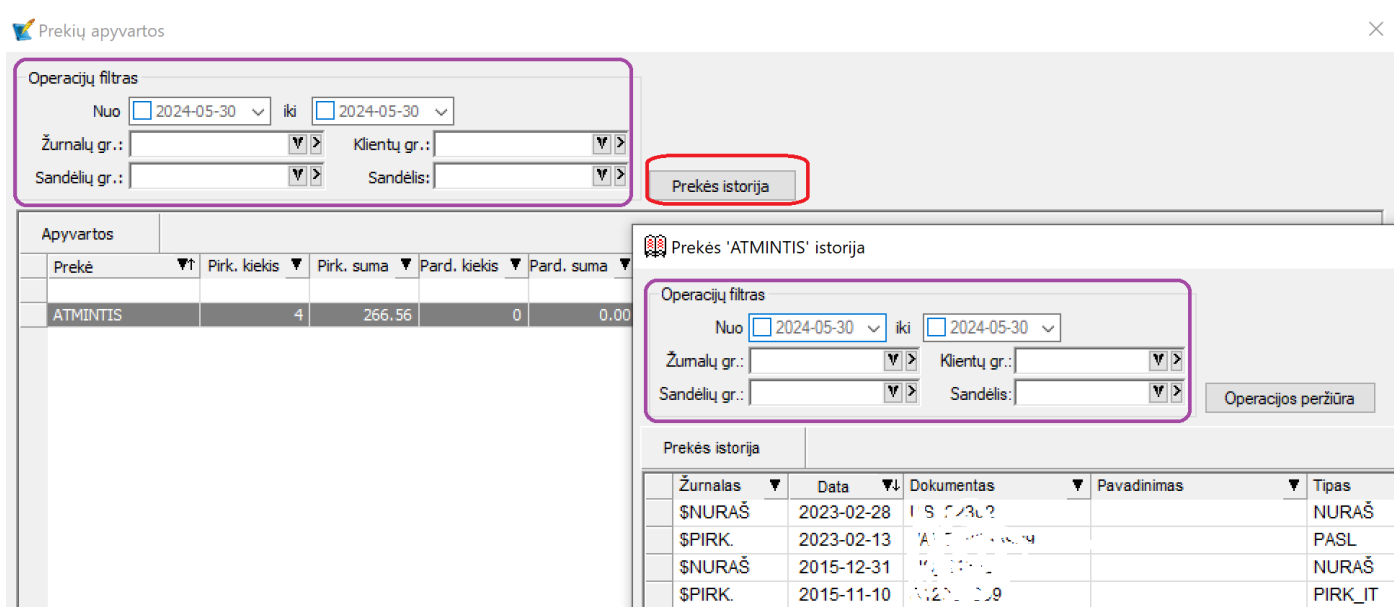 Prekių apyvartos
Operacijų filtras
Nuo 2024-05-30 iki 2024-05-30
Žurnalų gr.: Klientų gr.:
Sandėlių gr.: Sandėlis:
Prekės istorija
Apyvartos
Prekė Pirk. kiekis Pirk. suma Pard. kiekis Pard. suma
ATMINTIS 4 266.56 0 0.00
Prekės 'ATMINTIS' istorija
Operacijų filtras
Nuo 2024-05-30 iki 2024-05-30
Žurnalų gr.: Klientų gr.:
Sandėlių gr.: Sandėlis:
Operacijos peržiūra
Prekės istorija
Žurnalas Data Dokumentas Pavadinimas Tipas
$NURAŠ 2023-02-28 NURAŠ
$PIRK. 2023-02-13 PASL
$NURAŠ 2015-12-31 NURAŠ
$PIRK. 2015-11-10 PIRK_IT